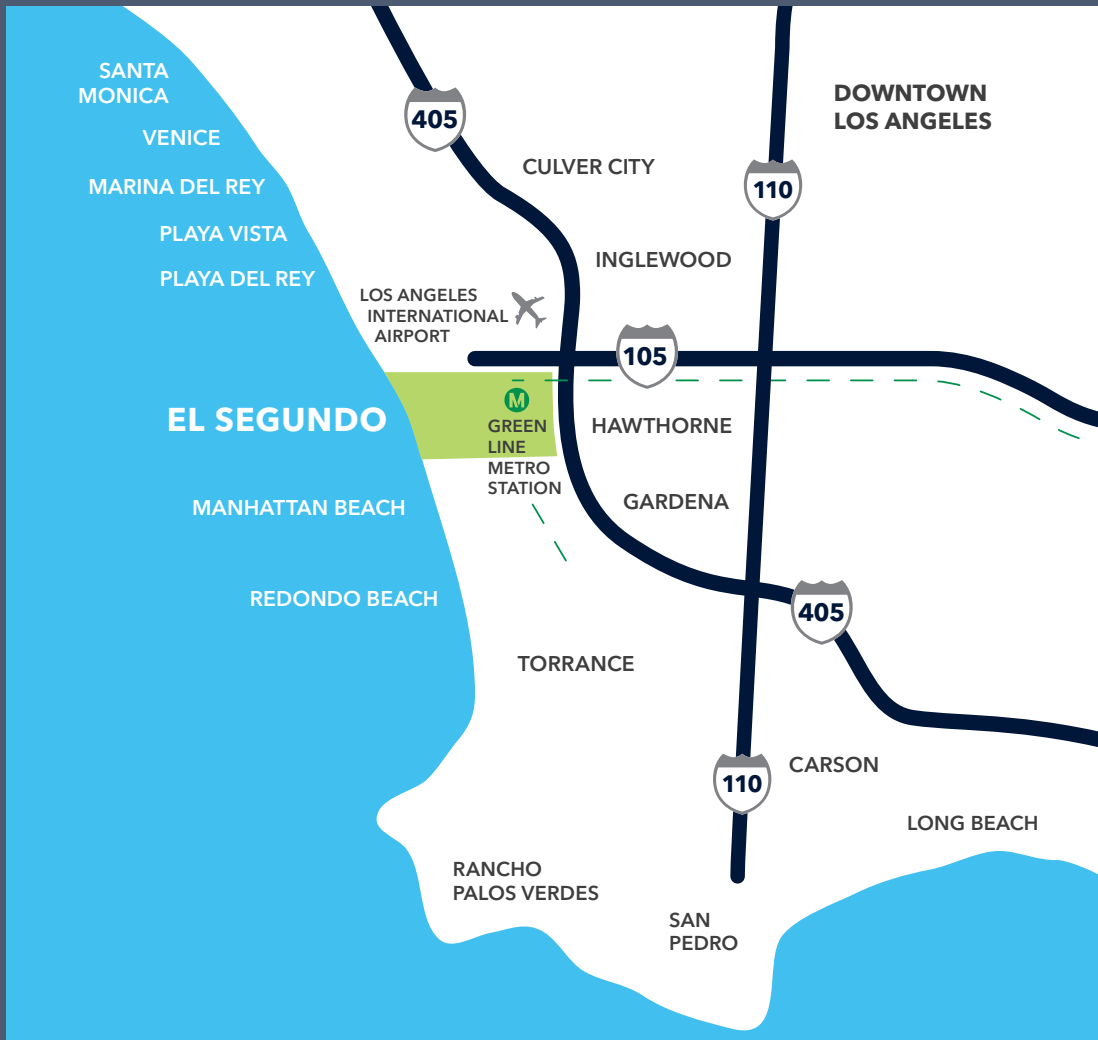 SANTA
MONICA
VENICE
MARINA DEL REY
PLAYA VISTA
PLAYA DEL REY
405
CULVER CITY
110
DOWNTOWN
LOS ANGELES
INGLEWOOD
LOS ANGELES
INTERNATIONAL
AIRPORT
105
EL SEGUNDO
M
GREEN
LINE
METRO
STATION
HAWTHORNE
GARDENA
MANHATTAN BEACH
REDONDO BEACH
405
TORRANCE
110
CARSON
LONG BEACH
RANCHO
PALOS VERDES
SAN
PEDRO